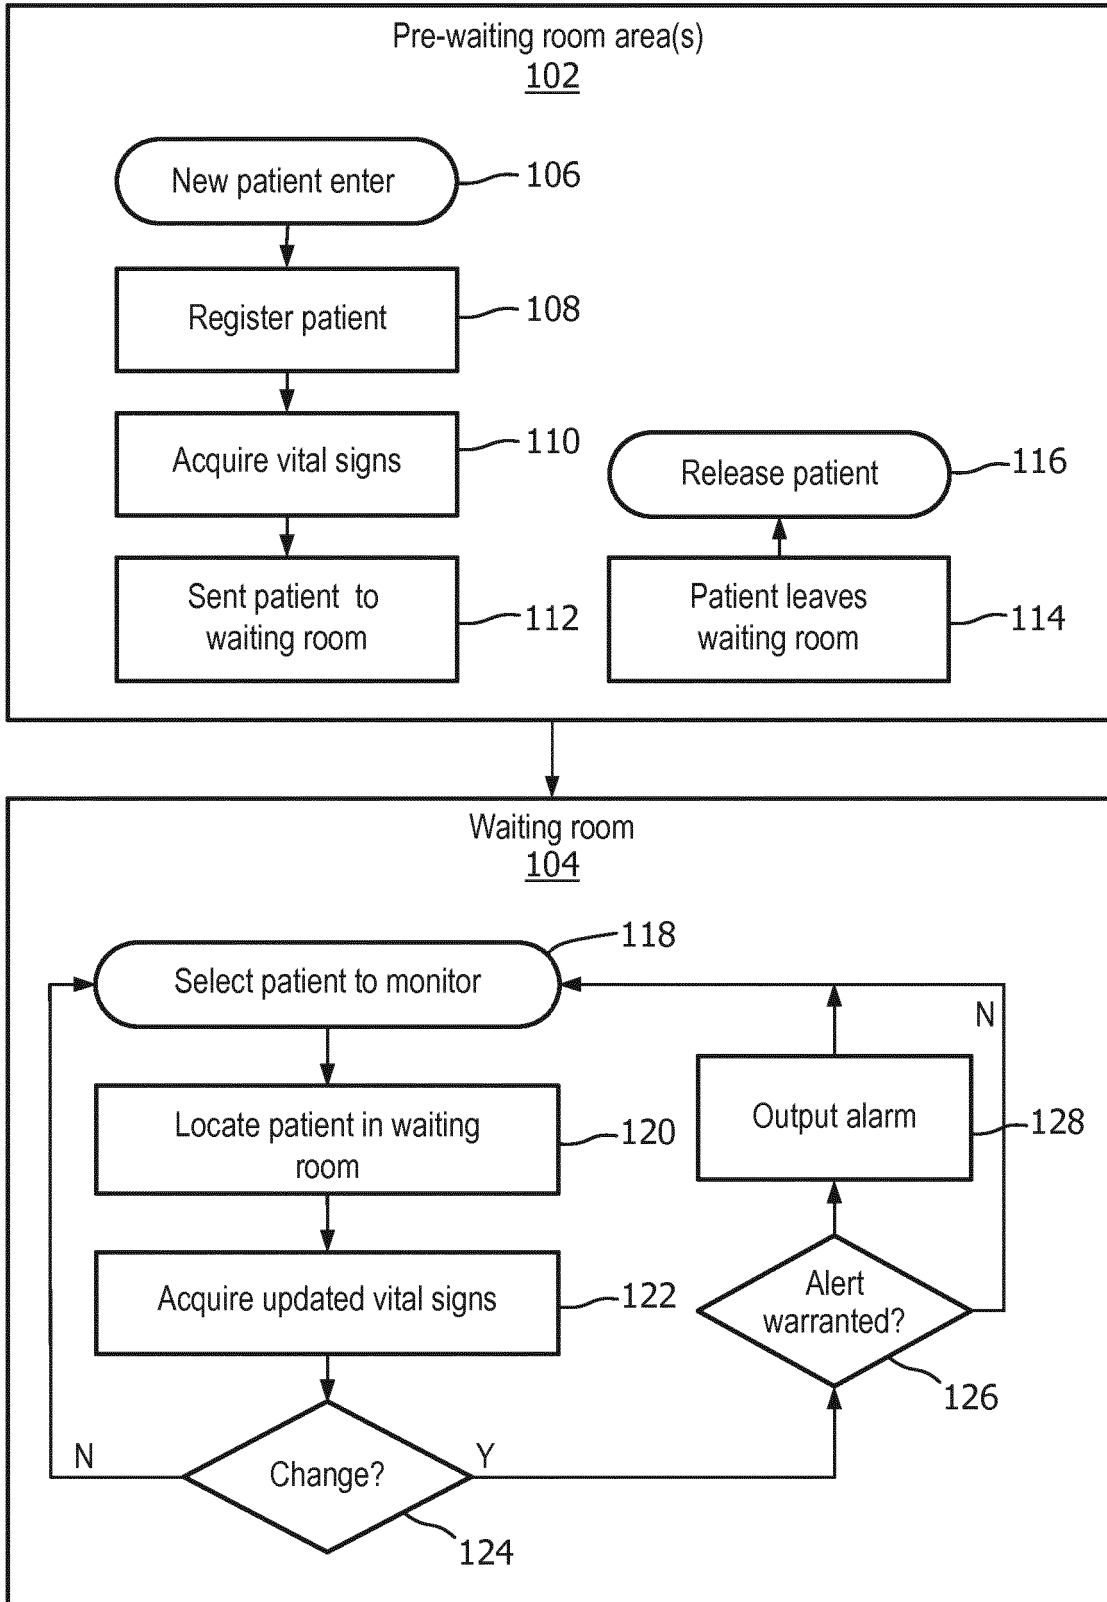 Pre-waiting room area(s)
102
New patient enter
106
Register patient
108
Acquire vital signs
110
Sent patient to
waiting room
112
Release patient
116
Patient leaves
waiting room
114
Waiting room
104
Select patient to monitor
118
Locate patient in waiting
room
120
Acquire updated vital signs
122
Change?
124
N
Y
Alert
warranted?
126
N
Output alarm
128